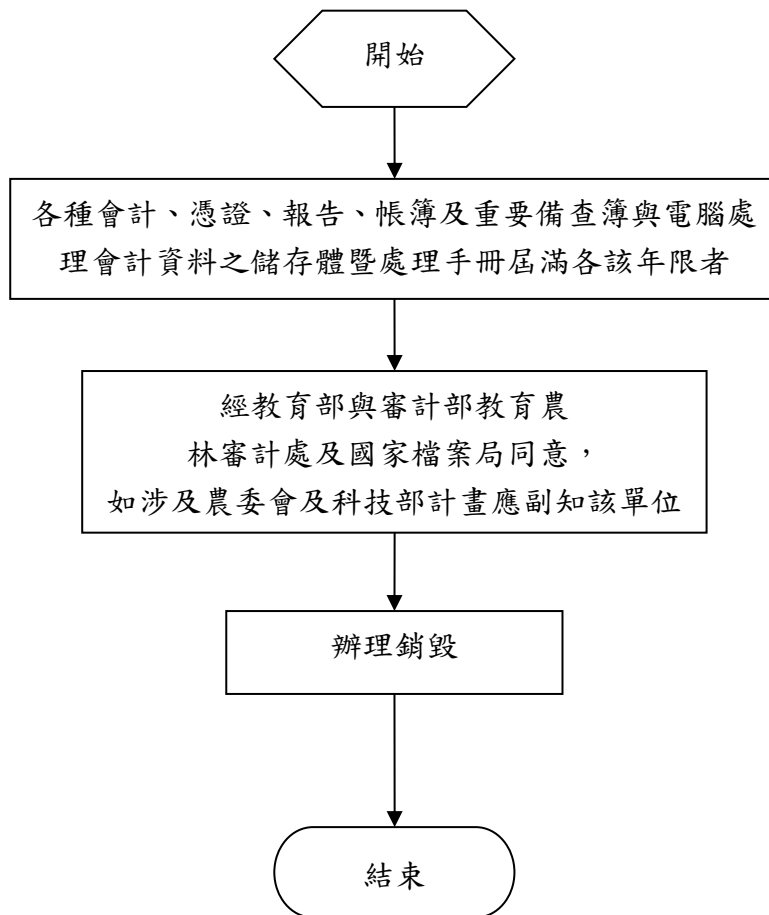 開始
各種會計、憑證、報告、帳簿及重要備查簿與電腦處
理會計資料之儲存體暨處理手冊屆滿各該年限者
經教育部與審計部教育農
林審計處及國家檔案局同意，
如涉及農委會及科技部計畫應副知該單位
辦理銷毀
結束